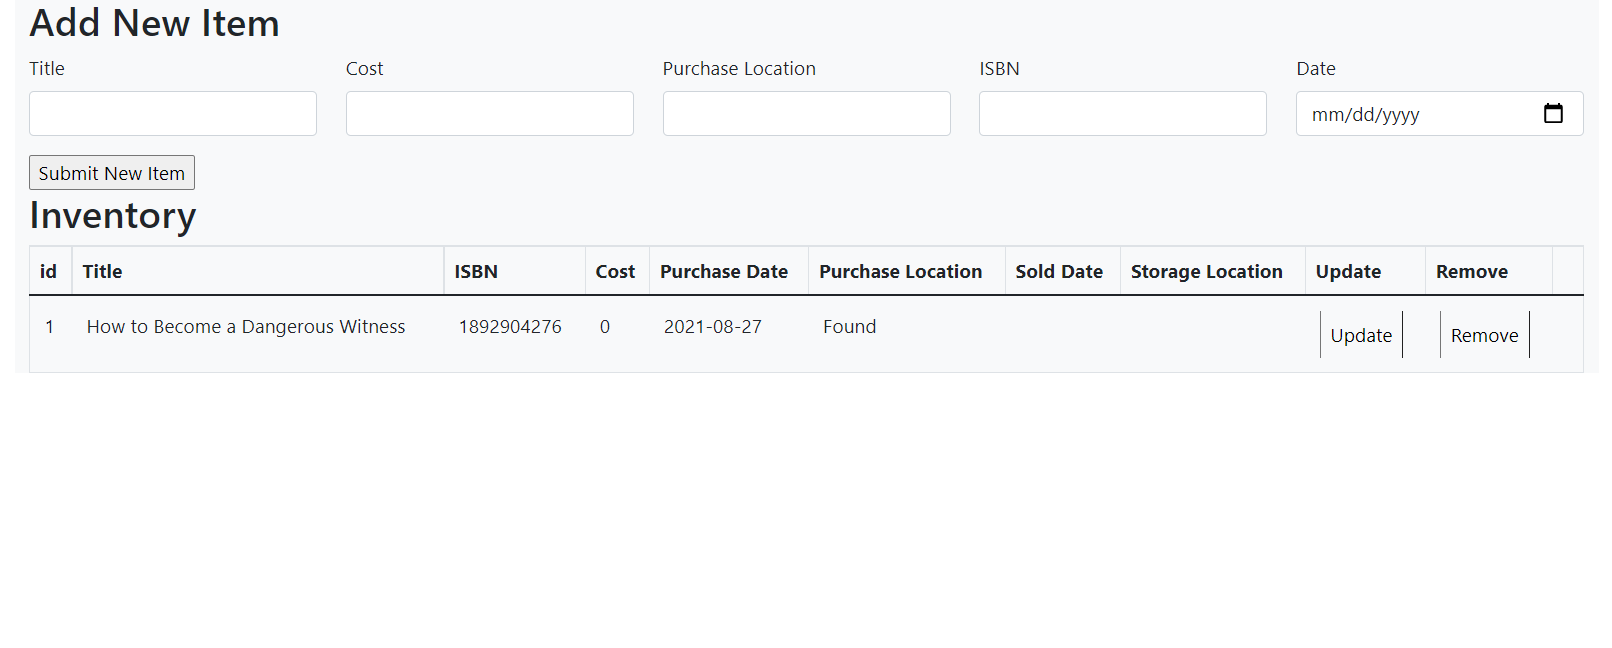 Add New Item
Title Cost Purchase Location ISBN Date
mm/dd/yyyy
Submit New Item
Inventory
id Title ISBN Cost Purchase Date Purchase Location Sold Date Storage Location Update Remove
1 How to Become a Dangerous Witness 1892904276 0 2021-08-27 Found Update Remove